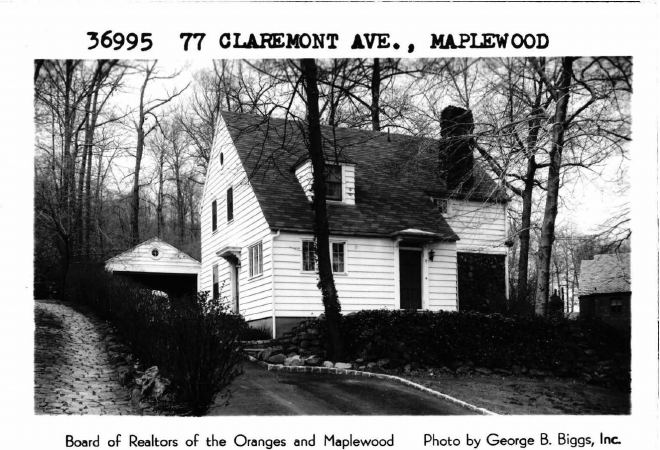 36995 77 CLAREMONT AVE., MAPLEWOOD
Board of Realtors of the Oranges and Maplewood Photo by George B. Biggs, Inc.